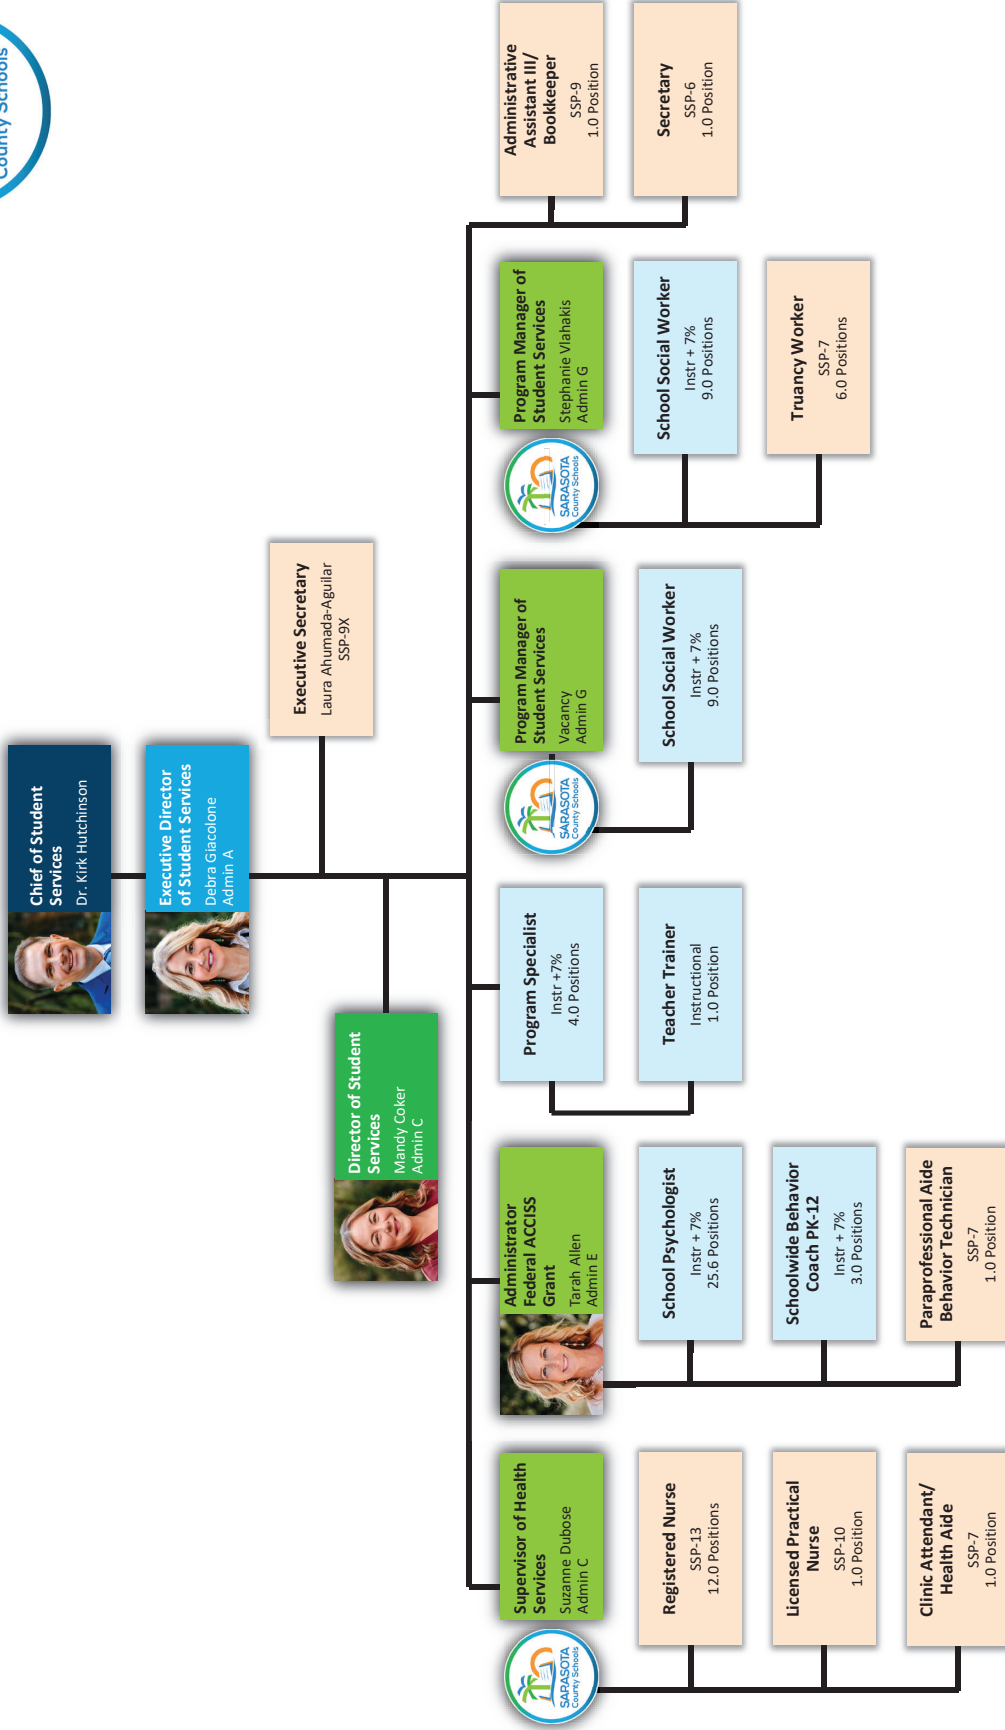 County Schools
Chief of Student
Services
Dr. Kirk Hutchinson
Executive Director
of Student Services
Debra Giacolone
Admin A
Executive Secretary
Laura Ahumada-Aguilar
SSP-9X
Director of Student
Services
Mandy Coker
Admin C
Supervisor of Health
Services
Suzanne Dubose
Admin C
SARASOTA
County Schools
Registered Nurse
SSP-13
12.0 Positions
Licensed Practical
Nurse
SSP-10
1.0 Position
Clinic Attendant/
Health Aide
SSP-7
1.0 Position
Administrator
Federal ACCISS
Grant
Tarah Allen
Admin E
School Psychologist
Instr + 7%
25.6 Positions
Schoolwide Behavior
Coach PK-12
Instr + 7%
3.0 Positions
Paraprofessional Aide
Behavior Technician
SSP-7
1.0 Position
Program Specialist
Instr +7%
4.0 Positions
Teacher Trainer
Instructional
1.0 Position
Program Manager of
Student Services
Vacancy
Admin G
SARASOTA
County Schools
School Social Worker
Instr + 7%
9.0 Positions
Program Manager of
Student Services
Stephanie Vlahakis
Admin G
SARASOTA
County Schools
School Social Worker
Instr + 7%
9.0 Positions
Truancy Worker
SSP-7
6.0 Positions
Administrative
Assistant III/
Bookkeeper
SSP-9
1.0 Position
Secretary
SSP-6
1.0 Position